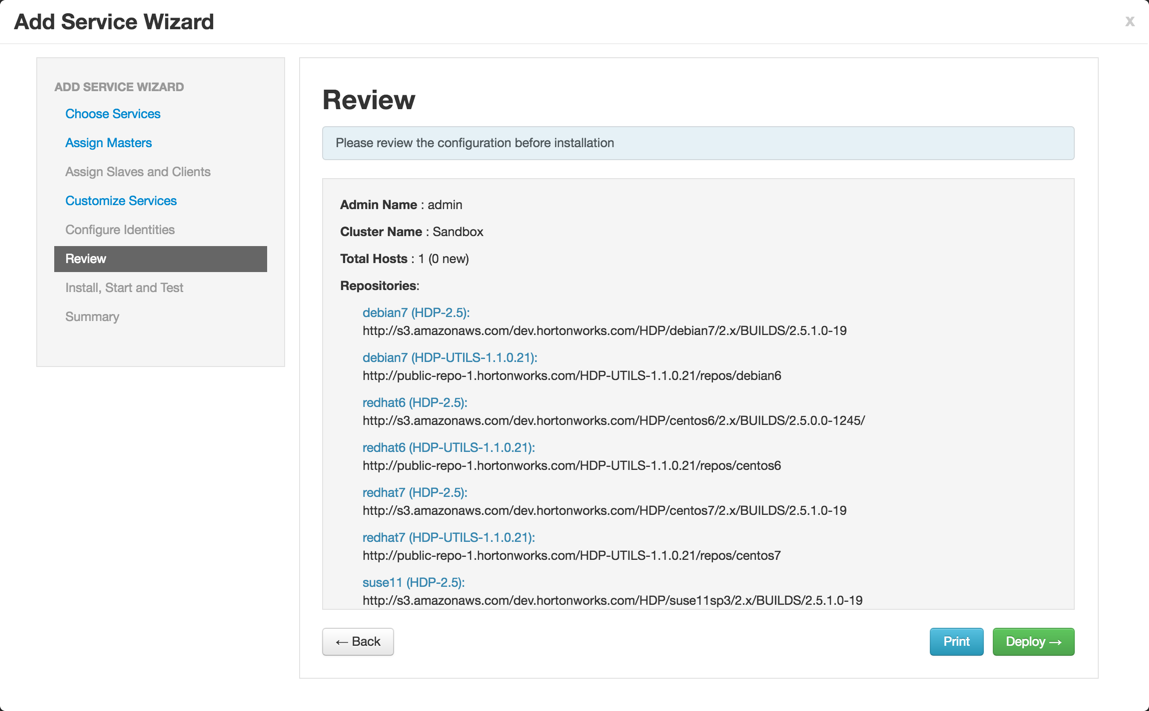 Add Service Wizard
x
ADD SERVICE WIZARD
Choose Services
Assign Masters
Assign Slaves and Clients
Customize Services
Configure Identities
Review
Install, Start and Test
Summary
Review
Please review the configuration before installation
Admin Name : admin
Cluster Name : Sandbox
Total Hosts : 1 (0 new)
Repositories:
debian7 (HDP-2.5):
http://s3.amazonaws.com/dev.hortonworks.com/HDP/debian7/2.x/BUILDS/2.5.1.0-19
debian7 (HDP-UTILS-1.1.0.21):
http://public-repo-1.hortonworks.com/HDP-UTILS-1.1.0.21/repos/debian6
redhat6 (HDP-2.5):
http://s3.amazonaws.com/dev.hortonworks.com/HDP/centos6/2.x/BUILDS/2.5.0.0-1245/
redhat6 (HDP-UTILS-1.1.0.21):
http://public-repo-1.hortonworks.com/HDP-UTILS-1.1.0.21/repos/centos6
redhat7 (HDP-2.5):
http://s3.amazonaws.com/dev.hortonworks.com/HDP/centos7/2.x/BUILDS/2.5.1.0-19
redhat7 (HDP-UTILS-1.1.0.21):
http://public-repo-1.hortonworks.com/HDP-UTILS-1.1.0.21/repos/centos7
suse11 (HDP-2.5):
http://s3.amazonaws.com/dev.hortonworks.com/HDP/suse11sp3/2.x/BUILDS/2.5.1.0-19
← Back
Print
Deploy →